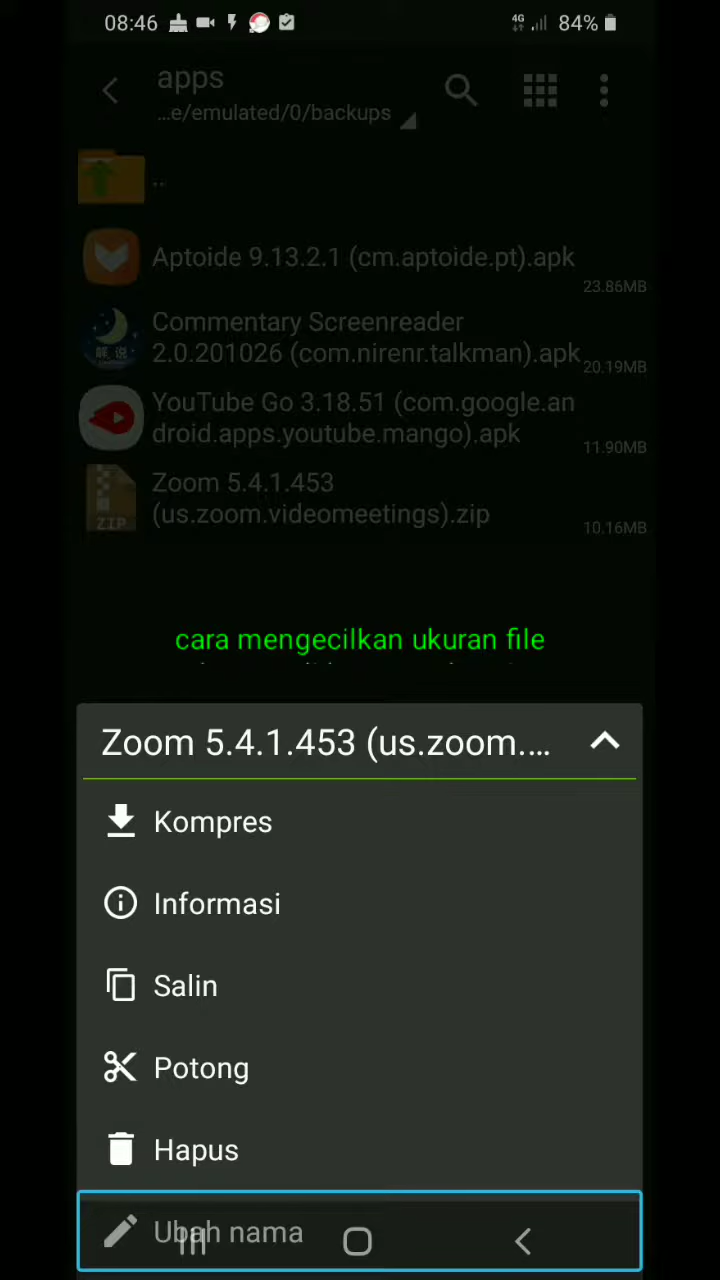 08:46
4G
84%
apps
...e/emulated/0/backups
..
Aptoide 9.13.2.1 (cm.aptoide.pt).apk
23.86MB
Commentary Screenreader
2.0.201026 (com.nirenr.talkman).apk
20.19MB
解说
YouTube Go 3.18.51 (com.google.an
droid.apps.youtube.mango).apk
11.90MB
Zoom 5.4.1.453
(us.zoom.videomeetings).zip
10.16MB
ZIP
cara mengecilkan ukuran file
Zoom 5.4.1.453 (us.zoom....
Kompres
Informasi
Salin
Potong
Hapus
Ubah nama